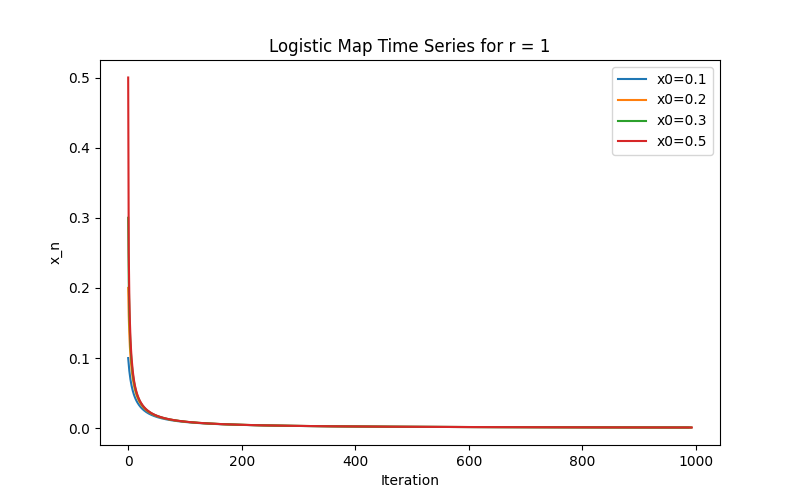 Logistic Map Time Series for r = 1
x0=0.1
x0=0.2
x0=0.3
x0=0.5
0.5
0.4
0.3
0.2
0.1
0.0
x_n
0
200
400
600
800
1000
Iteration